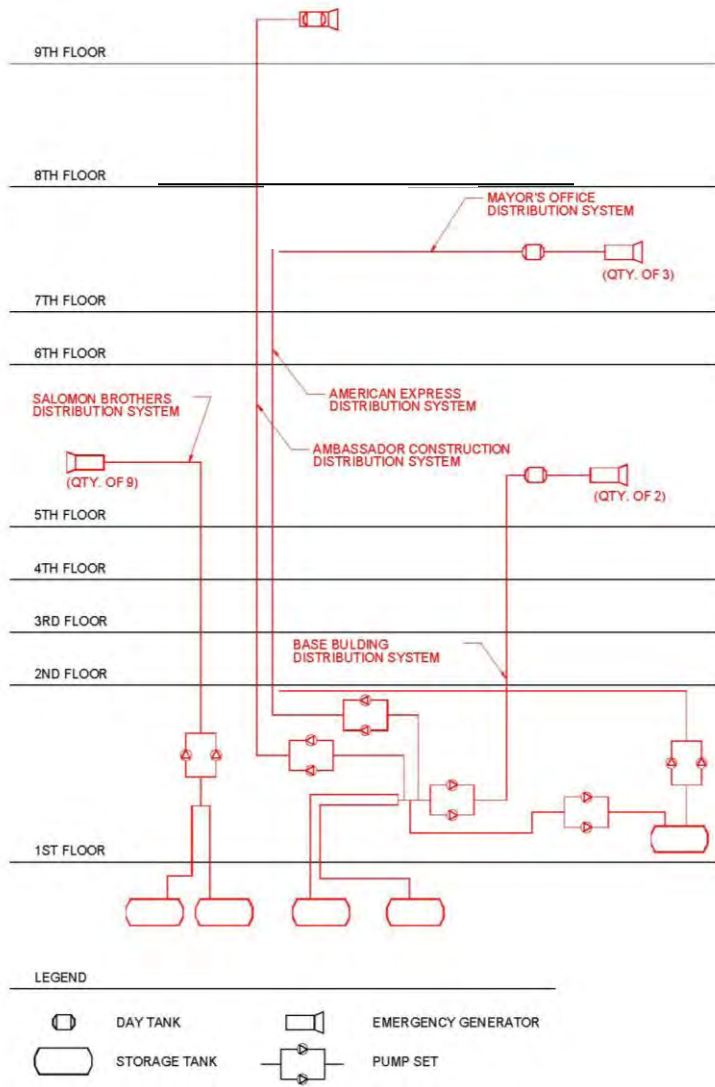 9TH FLOOR
8TH FLOOR
MAYOR'S OFFICE
DISTRIBUTION SYSTEM
(QTY. OF 3)
7TH FLOOR
6TH FLOOR
SALOMON BROTHERS
DISTRIBUTION SYSTEM
AMERICAN EXPRESS
DISTRIBUTION SYSTEM
AMBASSADOR CONSTRUCTION
DISTRIBUTION SYSTEM
(QTY. OF 9)
(QTY. OF 2)
5TH FLOOR
4TH FLOOR
3RD FLOOR
BASE BULDING
DISTRIBUTION SYSTEM
2ND FLOOR
1ST FLOOR
LEGEND
DAY TANK
EMERGENCY GENERATOR
STORAGE TANK
PUMP SET